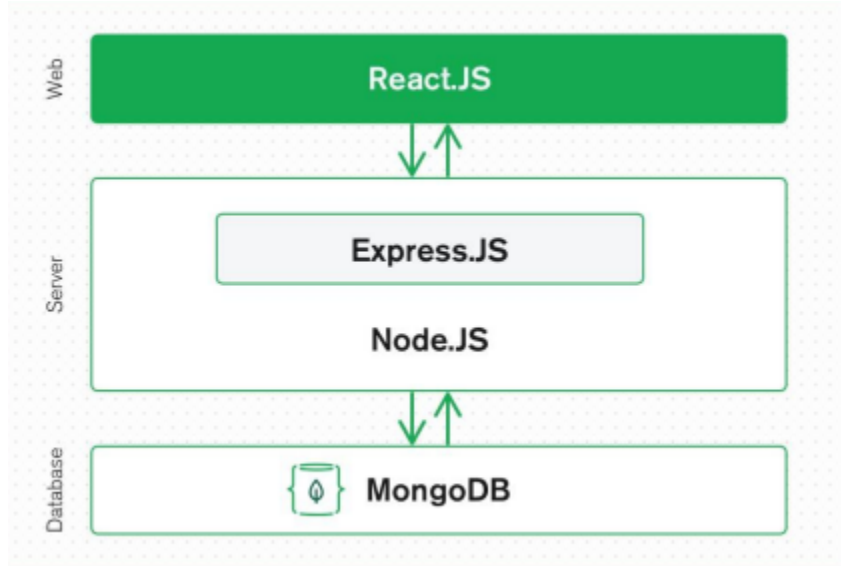 Web
React.JS
Server
Express.JS
Node.JS
Database
MongoDB